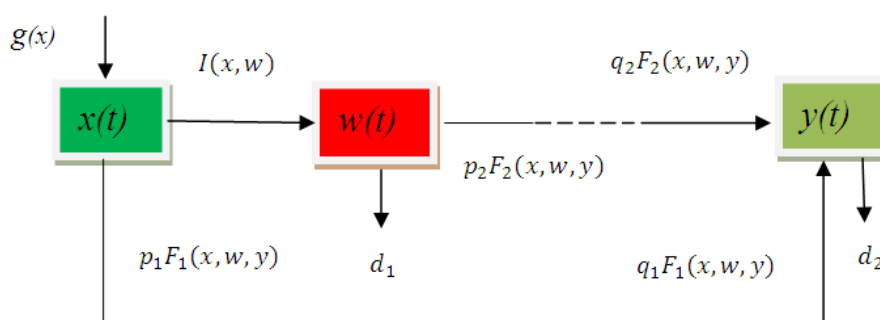 g(x)
I(x,w)
q₂F₂(x,w,y)
x(t)
w(t)
y(t)
p₂F₂(x,w,y)
p₁F₁(x,w,y)
d₁
q₁F₁(x,w,y)
d₂